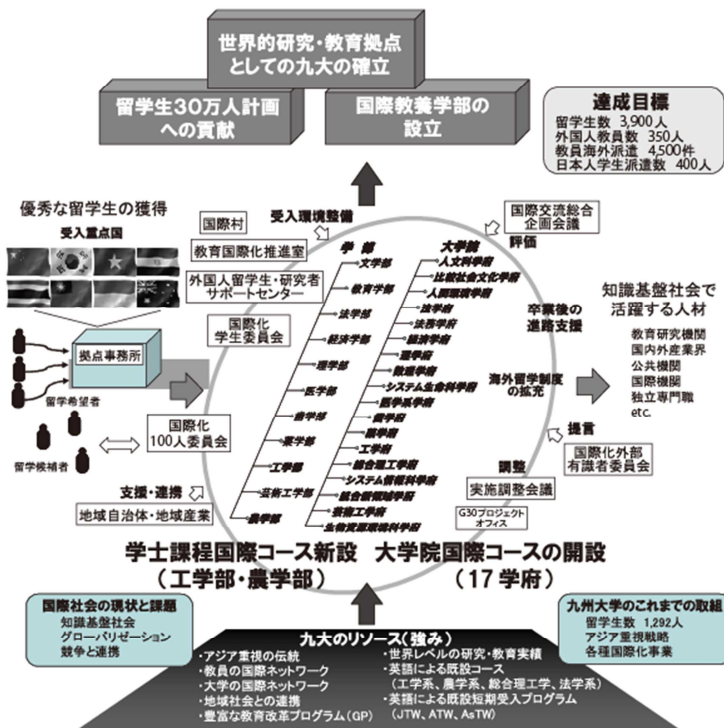 世界的研究・教育拠点
としての九大の確立
留学生30万人計画
への貢献
国際教養学部の
設立
達成目標
留学生数 3,900人
外国人教員数 350人
教員海外派遣 4,500件
日本人学生派遣数 400人
優秀な留学生の獲得
受入重点国
拠点事務所
留学希望者
留学候補者
国際化
100人委員会
支援・連携
地域自治体・地域産業
受入環境整備
国際村
教育国際化推進室
外国人留学生・研究者
サポートセンター
国際化
学生委員会
学部
文学部
教育学部
法学部
経済学部
理学部
医学部
歯学部
薬学部
工学部
芸術工学部
農学部
大学院
人文科学府
比較社会文化学府
人間環境学府
法学府
法務学府
経済学府
理学府
数理学府
システム生命科学府
医学系学府
歯学府
薬学府
工学府
総合理工学府
システム情報科学府
統合新領域学府
芸術工学府
生物資源環境科学府
国際交流総合
企画会議
評価
卒業後の
進路支援
海外留学制度
の拡充
提言
国際化外部
有識者委員会
調整
実施調整会議
G30プロジェクト
オフィス
知識基盤社会で
活躍する人材
教育研究機関
国内外産業界
公共機関
国際機関
独立専門職
etc.
学士課程国際コース新設
(工学部・農学部)
大学院国際コースの開設
(17学府)
国際社会の現状と課題
知識基盤社会
グローバリゼーション
競争と連携
九州大学のこれまでの取組
留学生数 1,292人
アジア重視戦略
各種国際化事業
九大のリソース(強み)
・アジア重視の伝統
・教員の国際ネットワーク
・大学の国際ネットワーク
・地域社会との連携
・豊富な教育改革プログラム(GP)
・世界レベルの研究・教育実績
・英語による既設コース
(工学系、農学系、総合理工学、法学系)
・英語による既設短期受入プログラム
(JTW、ATW、AsTW)